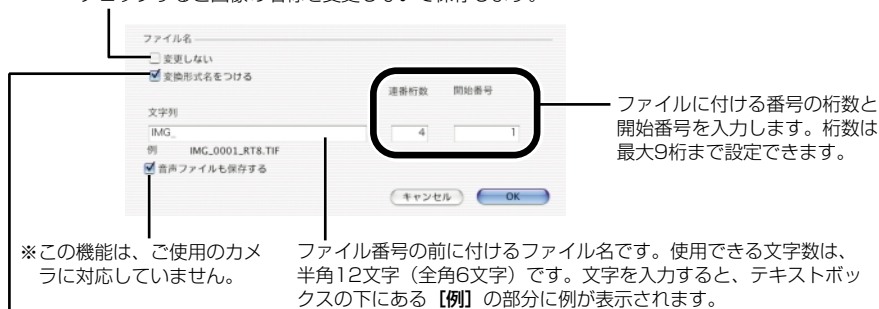 チェックすると画像の名称を変更しないで保存します。
ファイル名
変更しない
変換形式名をつける
連番桁数 開始番号
文字列
IMG_ 4 1
例 IMG_0001_RT8.TIF
音声ファイルも保存する
キャンセル OK
ファイルに付ける番号の桁数と
開始番号を入力します。桁数は
最大9桁まで設定できます。
※この機能は、ご使用のカメ
ラに対応していません。
ファイル番号の前に付けるファイル名です。使用できる文字数は、
半角12文字（全角6文字）です。文字を入力すると、テキストボッ
クスの下にある［例］の部分に例が表示されます。